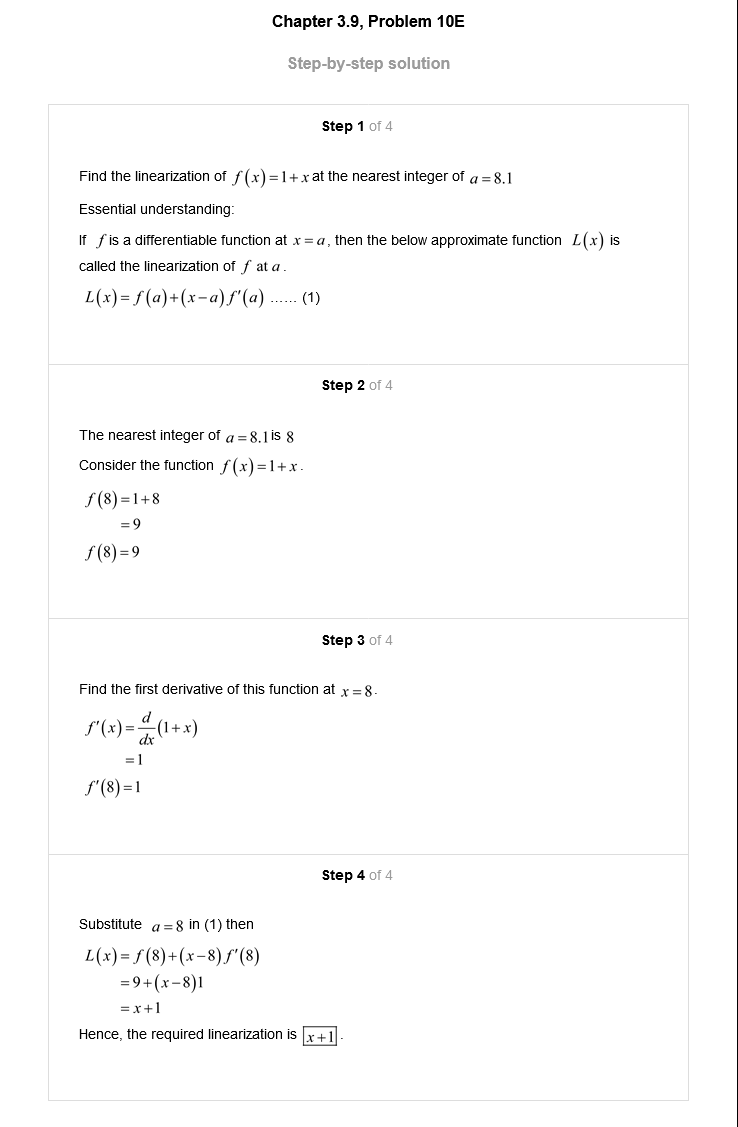 Chapter 3.9, Problem 10E
Step-by-step solution
Step 1 of 4
Find the linearization of f(x)=1+x at the nearest integer of a=8.1
Essential understanding:
If f is a differentiable function at x=a, then the below approximate function L(x) is
called the linearization of f at a.
L(x)=f(a)+(x−a)f′(a) ...... (1)
Step 2 of 4
The nearest integer of a=8.1 is 8
Consider the function f(x)=1+x.
f(8)=1+8
=9
f(8)=9
Step 3 of 4
Find the first derivative of this function at x=8.
f′(x)=d/dx(1+x)
=1
f′(8)=1
Step 4 of 4
Substitute a=8 in (1) then
L(x)=f(8)+(x−8)f′(8)
=9+(x−8)1
=x+1
Hence, the required linearization is x+1.